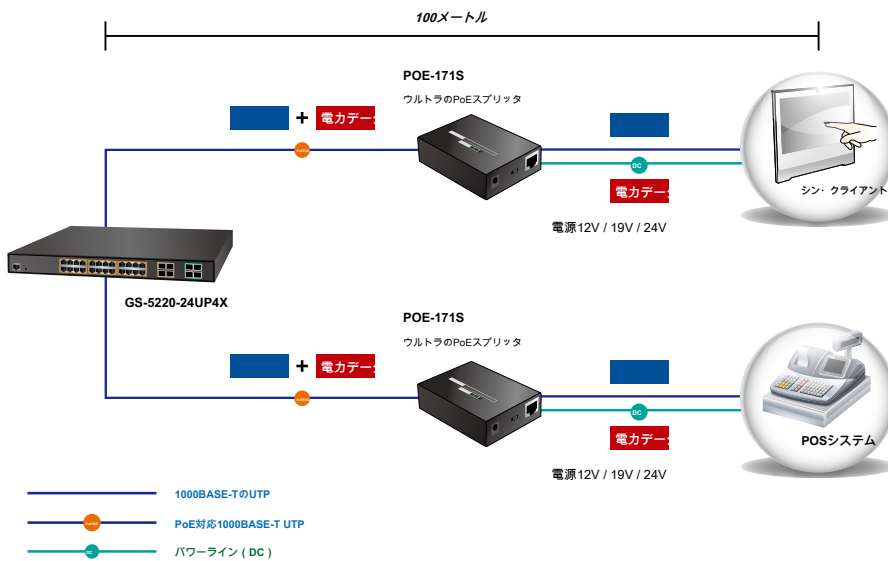 100メートル
POE-171S
ウルトラのPoEスプリッタ
+
電力デー
電力デー
シン・クライアント
電源12V / 19V / 24V
GS-5220-24UP4X
POE-171S
ウルトラのPoEスプリッタ
+
電力デー
電力デー
POSシステム
電源12V / 19V / 24V
DC
DC
1000BASE-TのUTP
PoE対応1000BASE-T UTP
DC
パワーライン ( DC )